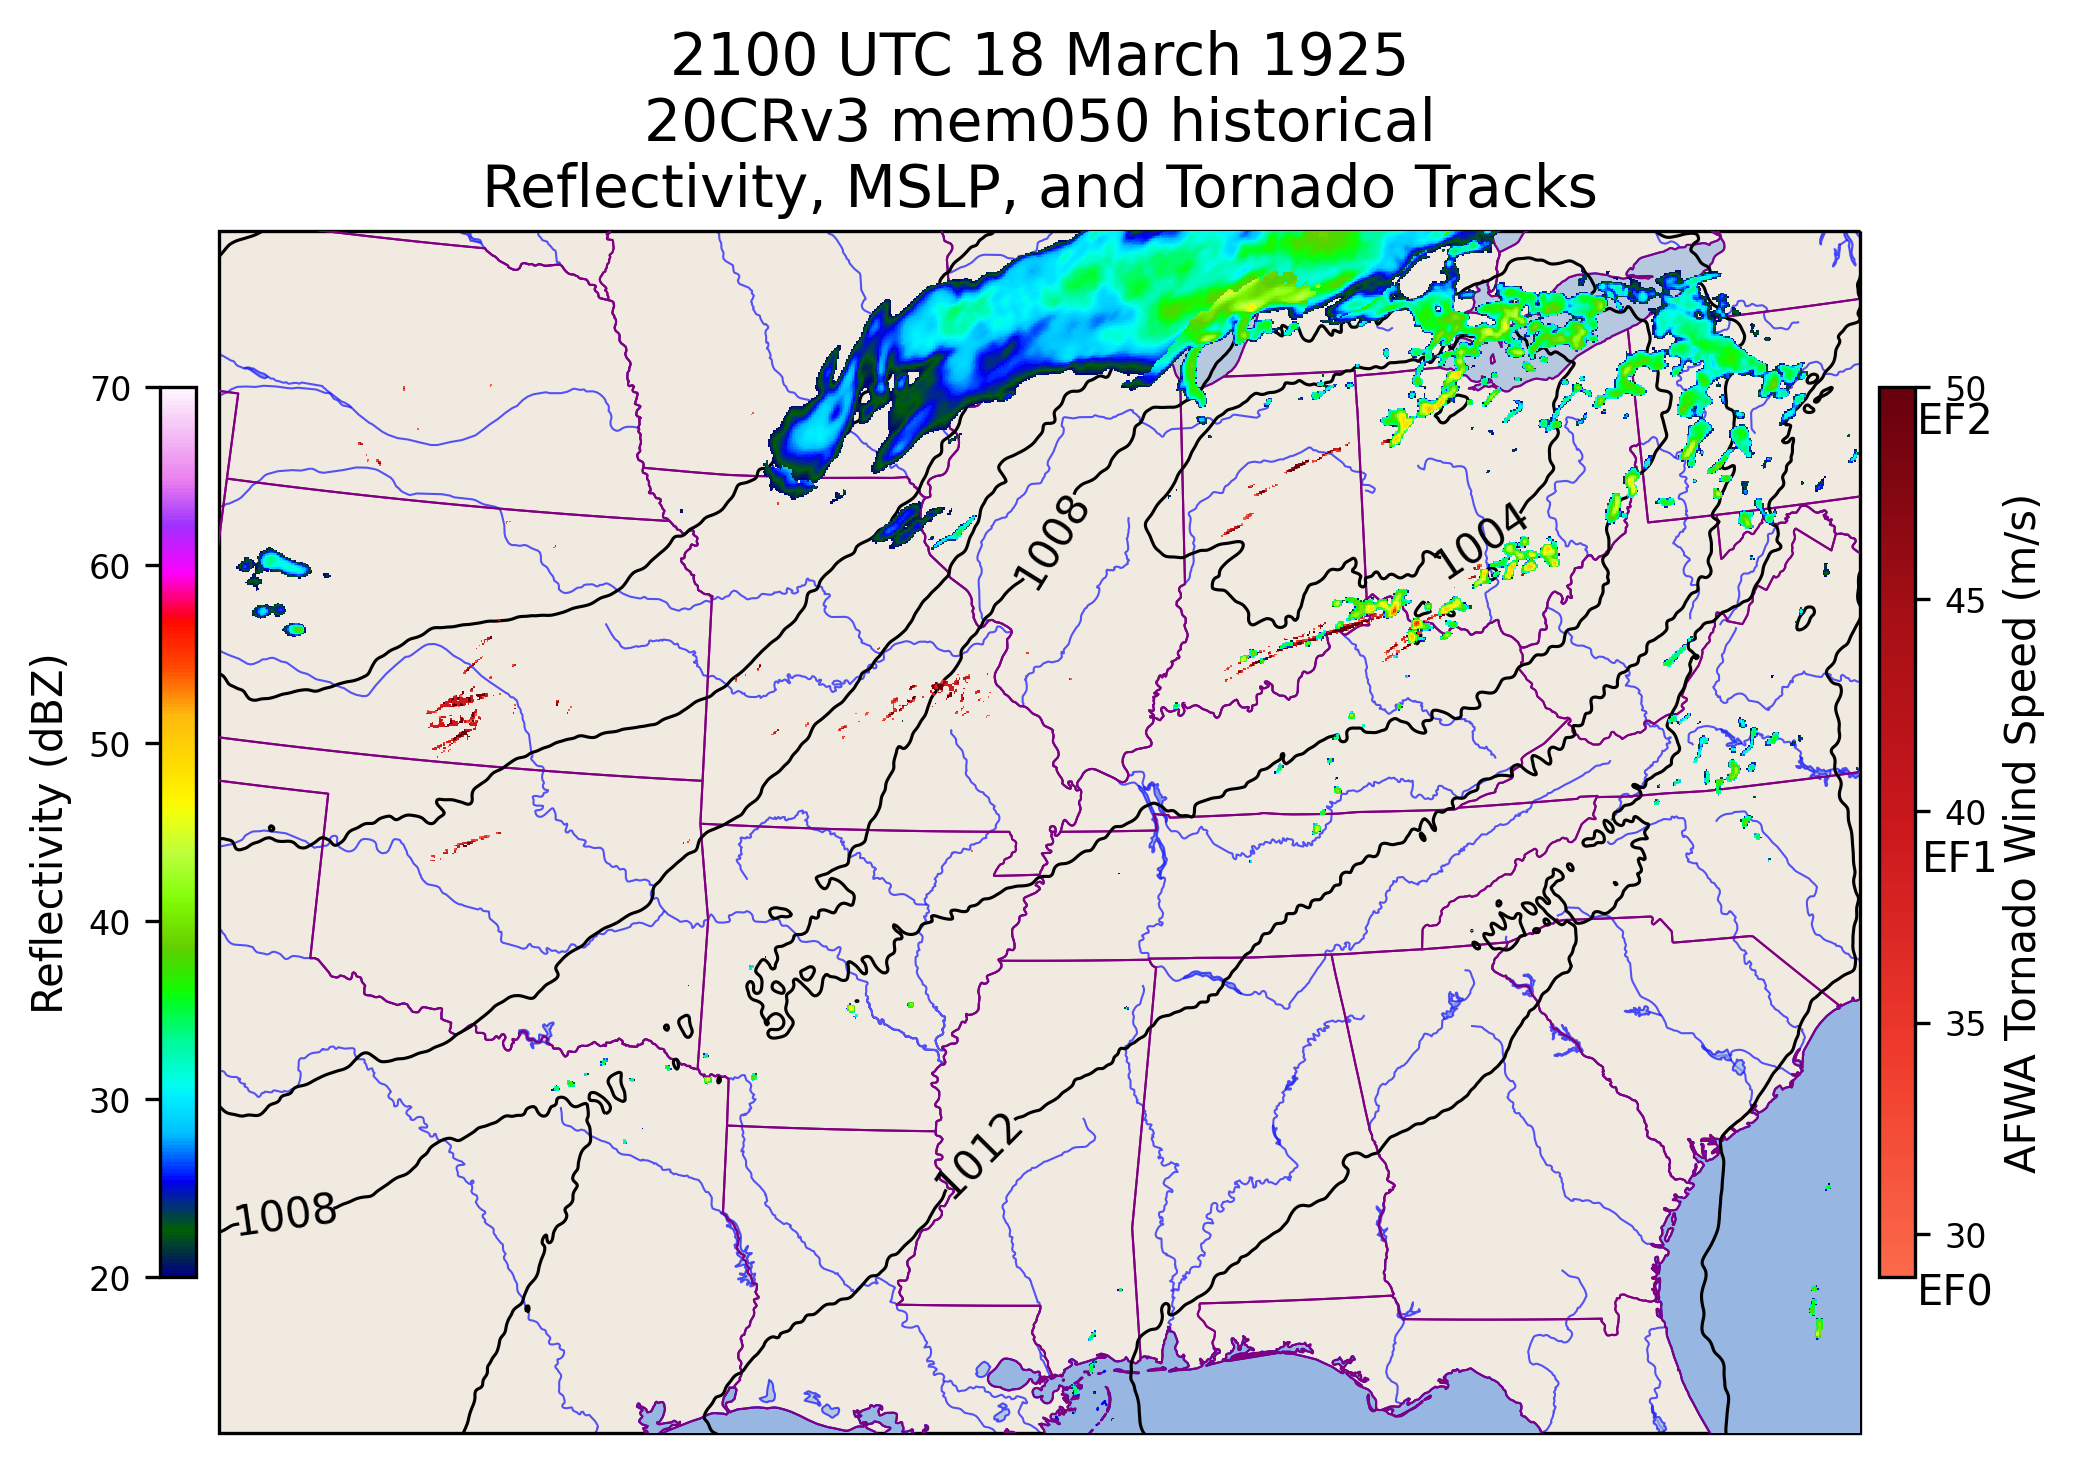 2100 UTC 18 March 1925
20CRv3 mem050 historical
Reflectivity, MSLP, and Tornado Tracks
Reflectivity (dBZ)
70
60
50
40
30
20
1008
1004
1012
1008
50
EF2
45
40
EF1
35
30
EF0
AFWA Tornado Wind Speed (m/s)